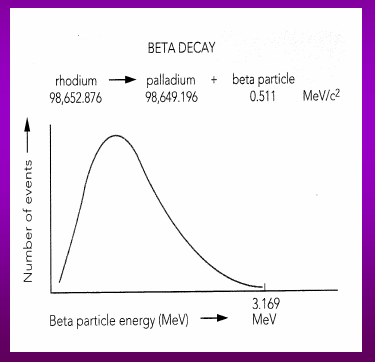 BETA DECAY
rhodium → palladium + beta particle
98,652.876 98,649.196 0.511 MeV/c²
Number of events →
3.169
Beta particle energy (MeV) → MeV